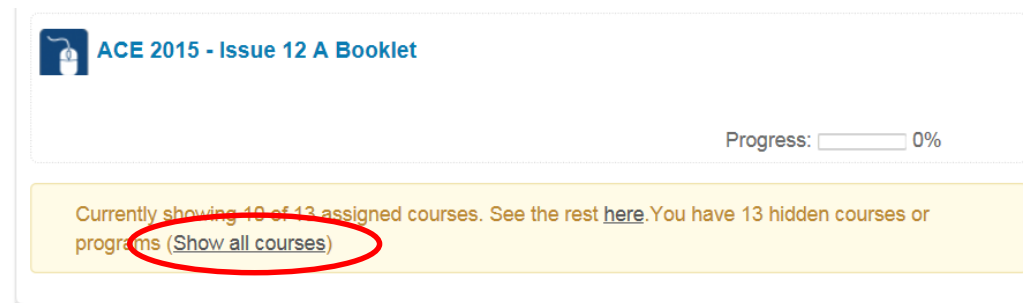 ACE 2015 - Issue 12 A Booklet
Progress: 0%
Currently showing 10 of 13 assigned courses. See the rest here.You have 13 hidden courses or
programs (Show all courses)